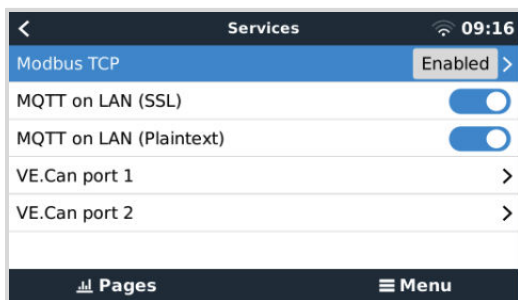 Services 09:16
Modbus TCP Enabled
MQTT on LAN (SSL)
MQTT on LAN (Plaintext)
VE.Can port 1
VE.Can port 2
Pages Menu